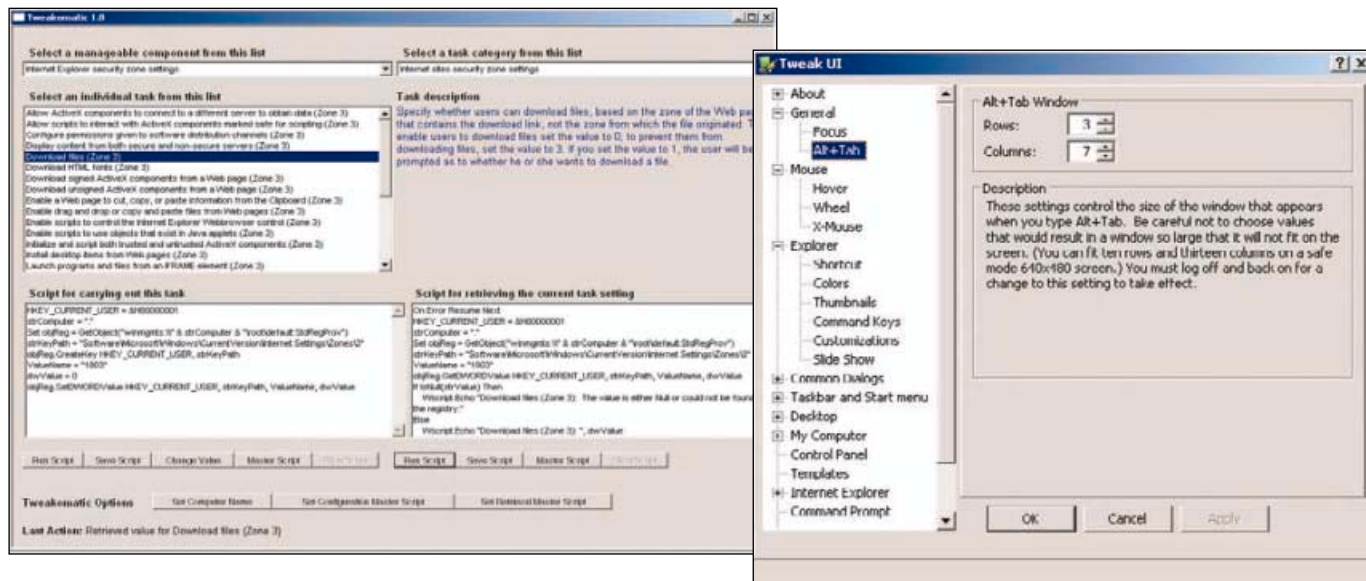 Tweakomatic 1.0
Select a manageable component from this list
Internet Explorer security zone settings
Select a task category from this list
Internet sites security zone settings
Select an individual task from this list
Allow ActiveX components to connect to a different server to obtain data (Zone 3)
Allow scripts to interact with ActiveX components marked safe for scripting (Zone 3)
Configure permissions given to software distribution channels (Zone 3)
Display content from both secure and non-secure servers (Zone 3)
Download files (Zone 3)
Download HTML fonts (Zone 3)
Download signed ActiveX components from a Web page (Zone 3)
Download unsigned ActiveX components from a Web page (Zone 3)
Enable a Web page to cut, copy, or paste information from the Clipboard (Zone 3)
Enable drag and drop or copy and paste files from Web pages (Zone 3)
Enable scripts to control the Internet Explorer Webbrowser control (Zone 3)
Enable scripts to use objects that exist in Java applets (Zone 3)
Initialize and script both trusted and untrusted ActiveX components (Zone 3)
Install desktop items from Web pages (Zone 3)
Launch programs and files from an IFRAME element (Zone 3)
Task description
Specify whether users can download files, based on the zone of the Web pa
that contains the download link, not the zone from which the file originated. T
enable users to download files set the value to 0; to prevent them from
downloading files, set the value to 3. If you set the value to 1, the user will be
prompted as to whether he or she wants to download a file.
Script for carrying out this task
HKEY_CURRENT_USER = &H80000001
strComputer = "."
Set objReg = GetObject("winmgmts:\\" & strComputer & "\root\default:StdRegProv")
strKeyPath = "Software\Microsoft\Windows\CurrentVersion\Internet Settings\Zones\3"
objReg.CreateKey HKEY_CURRENT_USER, strKeyPath
ValueName = "1803"
dwValue = 0
objReg.SetDWORDValue HKEY_CURRENT_USER, strKeyPath, ValueName, dwValue
Script for retrieving the current task setting
On Error Resume Next
HKEY_CURRENT_USER = &H80000001
strComputer = "."
Set objReg = GetObject("winmgmts:\\" & strComputer & "\root\default:StdRegProv")
strKeyPath = "Software\Microsoft\Windows\CurrentVersion\Internet Settings\Zones\3"
ValueName = "1803"
objReg.GetDWORDValue HKEY_CURRENT_USER, strKeyPath, ValueName, dwValue
If IsNull(strValue) Then
Wscript.Echo "Download files (Zone 3): The value is either Null or could not be found
the registry."
Else
Wscript.Echo "Download files (Zone 3): ", dwValue
Run Script Save Script Change Value Master Script
Run Script Save Script Master Script
Tweakomatic Options Set Computer Name Set Configuration Master Script Set Retrieval Master Script
Last Action: Retrieved value for Download files (Zone 3)
Tweak UI
About
General
Focus
Alt+Tab
Mouse
Hover
Wheel
X-Mouse
Explorer
Shortcut
Colors
Thumbnails
Command Keys
Customizations
Slide Show
Common Dialogs
Taskbar and Start menu
Desktop
My Computer
Control Panel
Templates
Internet Explorer
Command Prompt
Alt+Tab Window
Rows: 3
Columns: 7
Description
These settings control the size of the window that appears
when you type Alt+Tab. Be careful not to choose values
that would result in a window so large that it will not fit on the
screen. (You can fit ten rows and thirteen columns on a safe
mode 640x480 screen.) You must log off and back on for a
change to this setting to take effect.
OK Cancel Apply